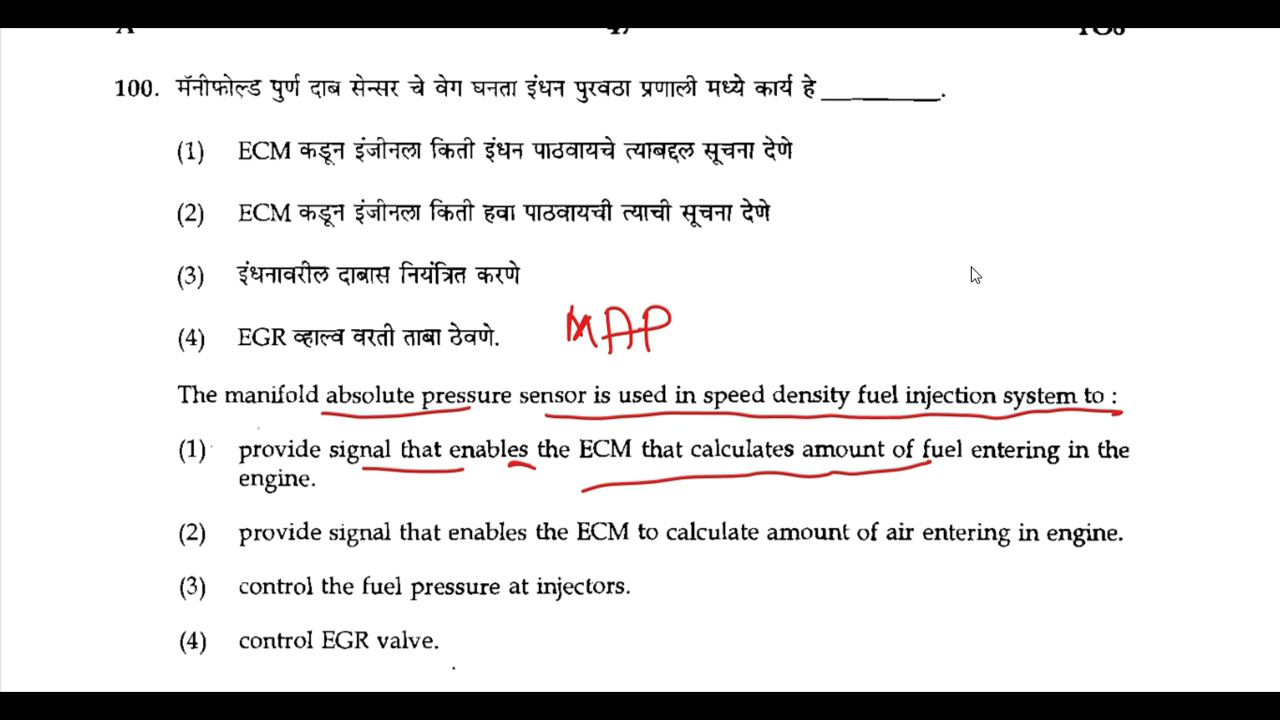 100. मॅनीफोल्ड पुर्ण दाब सेन्सर चे वेग घनता इंधन पुरवठा प्रणाली मध्ये कार्य हे __________.
(1) ECM कडून इंजीनला किती इंधन पाठवायचे त्याबद्दल सूचना देणे
(2) ECM कडून इंजीनला किती हवा पाठवायची त्याची सूचना देणे
(3) इंधनावरील दाबास नियंत्रित करणे
(4) EGR व्हाल्व वरती ताबा ठेवणे.
MAP
The manifold absolute pressure sensor is used in speed density fuel injection system to :
(1) provide signal that enables the ECM that calculates amount of fuel entering in the
engine.
(2) provide signal that enables the ECM to calculate amount of air entering in engine.
(3) control the fuel pressure at injectors.
(4) control EGR valve.